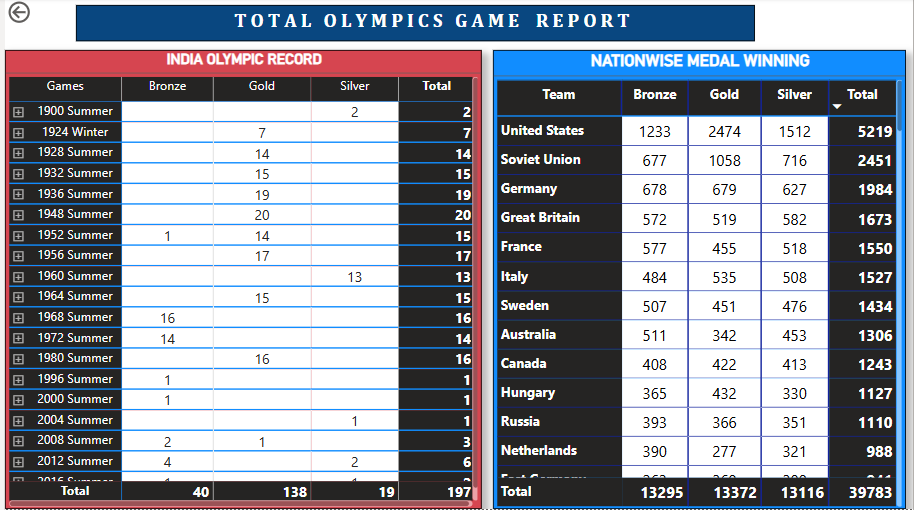 TOTAL OLYMPICS GAME REPORT
INDIA OLYMPIC RECORD
Games Bronze Gold Silver Total
1900 Summer 2 2
1924 Winter 7 7
1928 Summer 14 14
1932 Summer 15 15
1936 Summer 19 19
1948 Summer 20 20
1952 Summer 1 14 15
1956 Summer 17 17
1960 Summer 13 13
1964 Summer 15 15
1968 Summer 16 16
1972 Summer 14 14
1980 Summer 16 16
1996 Summer 1 1
2000 Summer 1 1
2004 Summer 1 1
2008 Summer 2 1 3
2012 Summer 4 2 6
2016 Summer 1 1
Total 40 138 19 197
NATIONWISE MEDAL WINNING
Team Bronze Gold Silver Total
United States 1233 2474 1512 5219
Soviet Union 677 1058 716 2451
Germany 678 679 627 1984
Great Britain 572 519 582 1673
France 577 455 518 1550
Italy 484 535 508 1527
Sweden 507 451 476 1434
Australia 511 342 453 1306
Canada 408 422 413 1243
Hungary 365 432 330 1127
Russia 393 366 351 1110
Netherlands 390 277 321 988
East Germany
Total 13295 13372 13116 39783